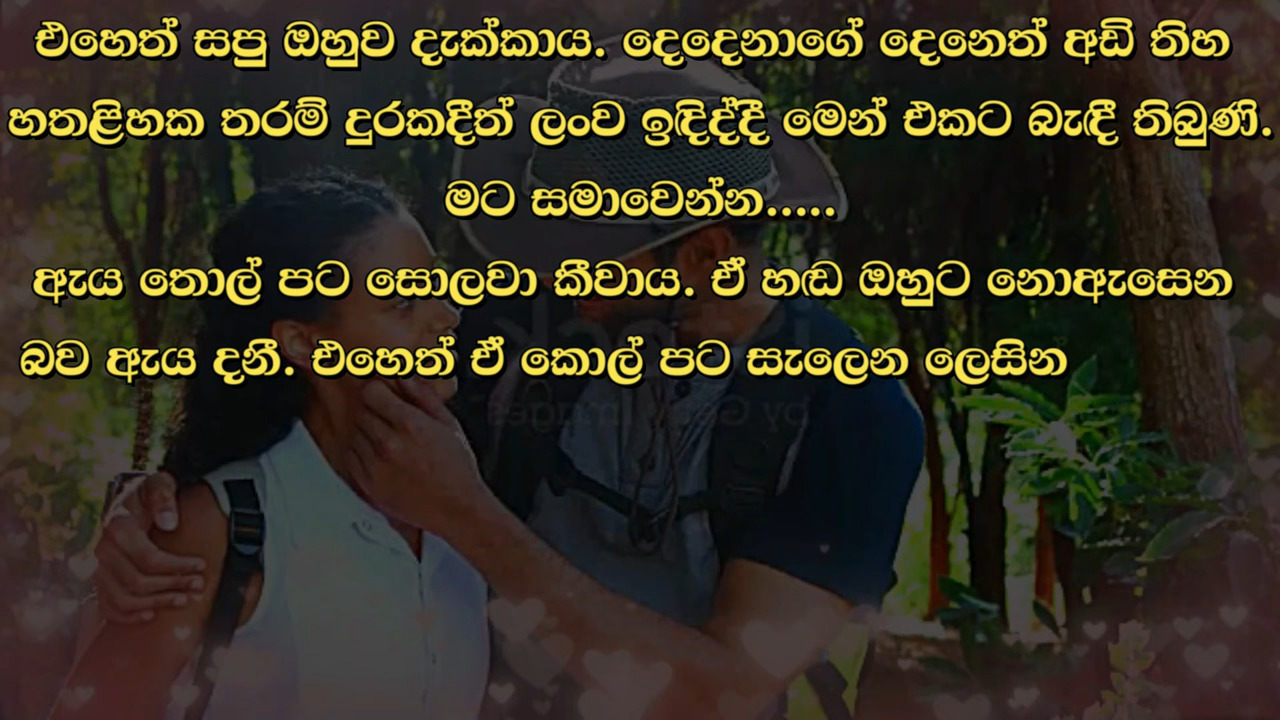 එහෙත් සපු ඔහුව දැක්කාය. දෙදෙනාගේ දෙනෙත් අඩි තිහ
හතළිහක තරම් දුරකදීත් ලංව ඉඳිද්දී මෙන් එකට බැඳී තිබුණි.
මට සමාවෙන්න.....
ඇය තොල් පට සොලවා කීවාය. ඒ හඬ ඔහුට නොඇසෙන
බව ඇය දනී. එහෙත් ඒ කොල් පට සැලෙන ලෙසින